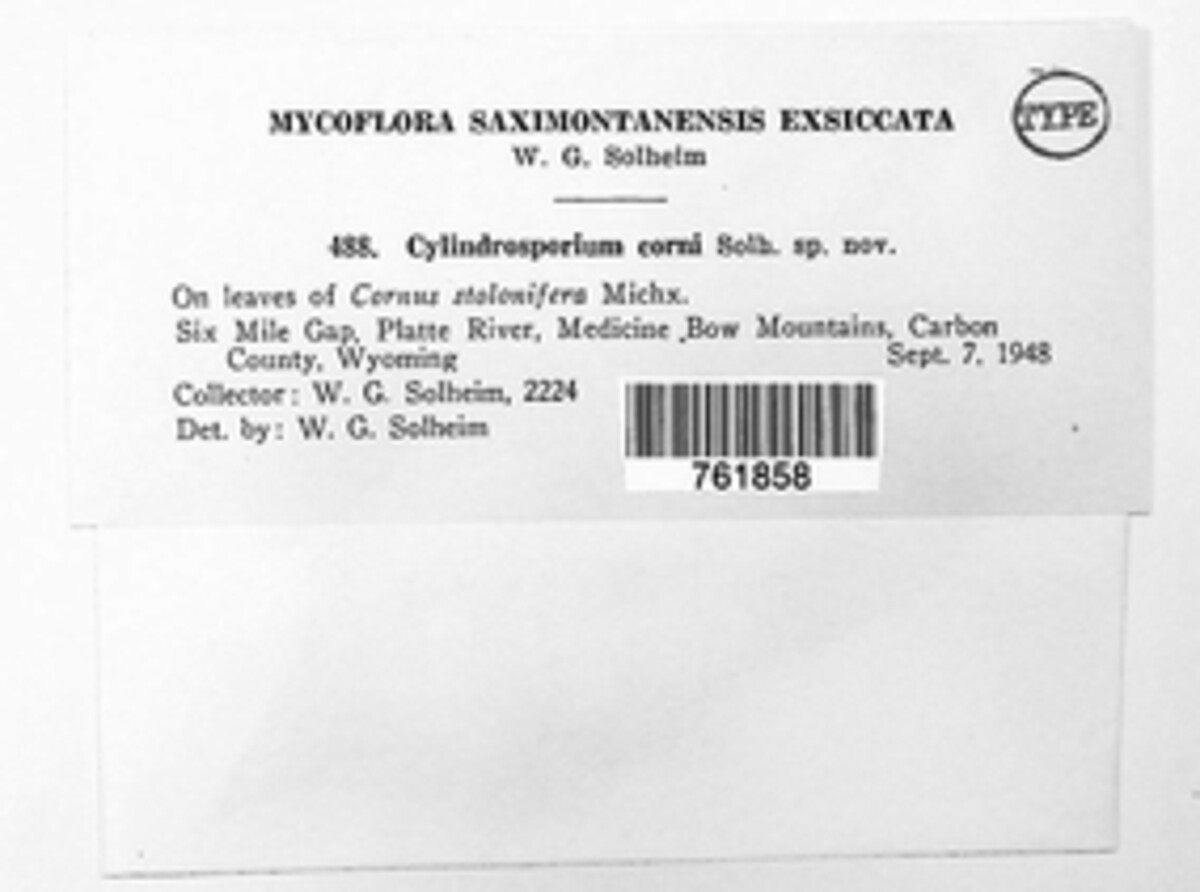 MYCOFLORA SAXIMONTANENSIS EXSICCATA
TYPE
W. G. Solheim
488. Cylindrosporium corni Solh. sp. nov.
On leaves of Cornus stolonifera Michx.
Six Mile Gap, Platte River, Medicine Bow Mountains, Carbon
County, Wyoming Sept. 7, 1948
Collector: W. G. Solheim, 2224
Det. by: W. G. Solheim
761858